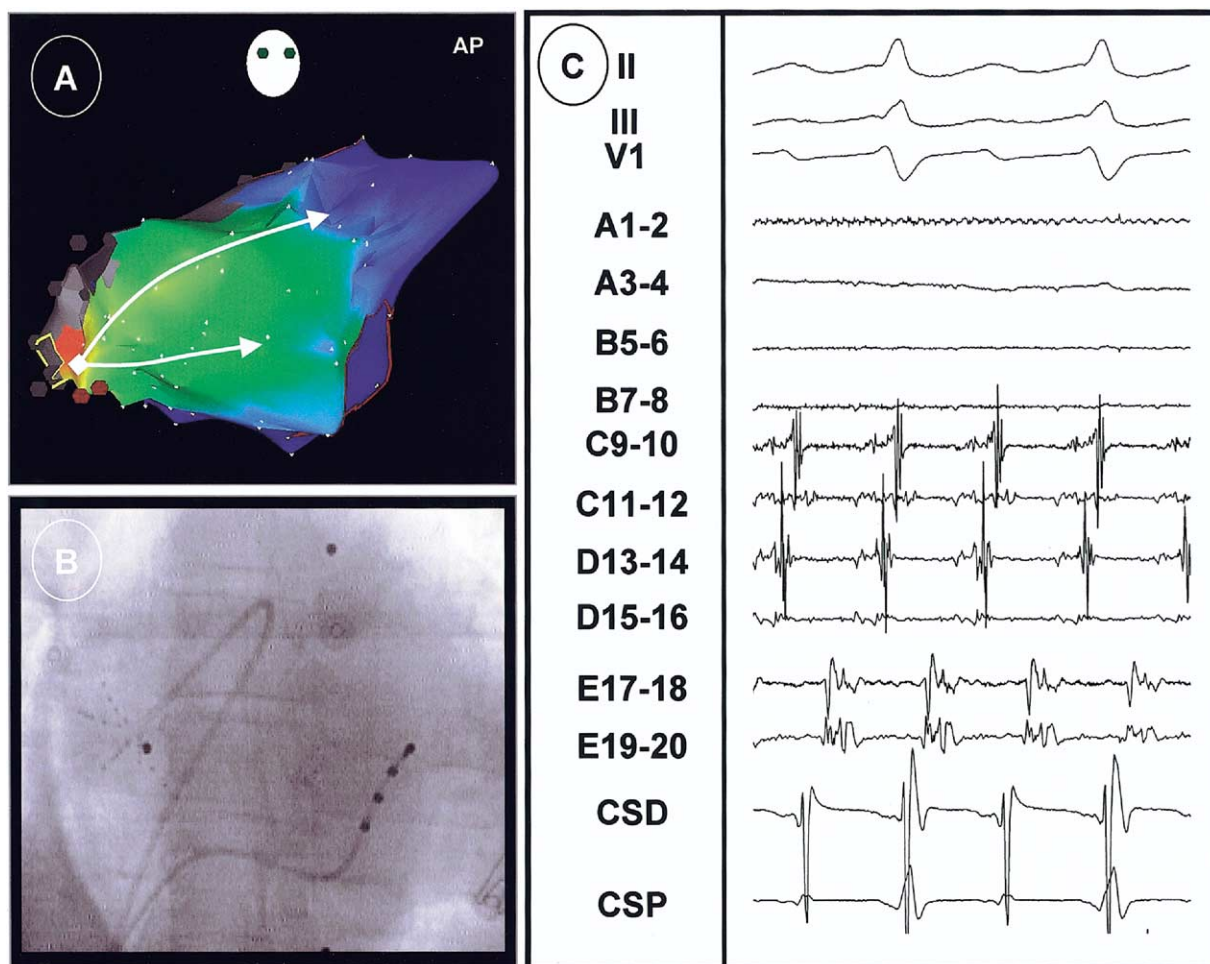 A
AP
B
C
II
III
V1
A1-2
A3-4
B5-6
B7-8
C9-10
C11-12
D13-14
D15-16
E17-18
E19-20
CSD
CSP